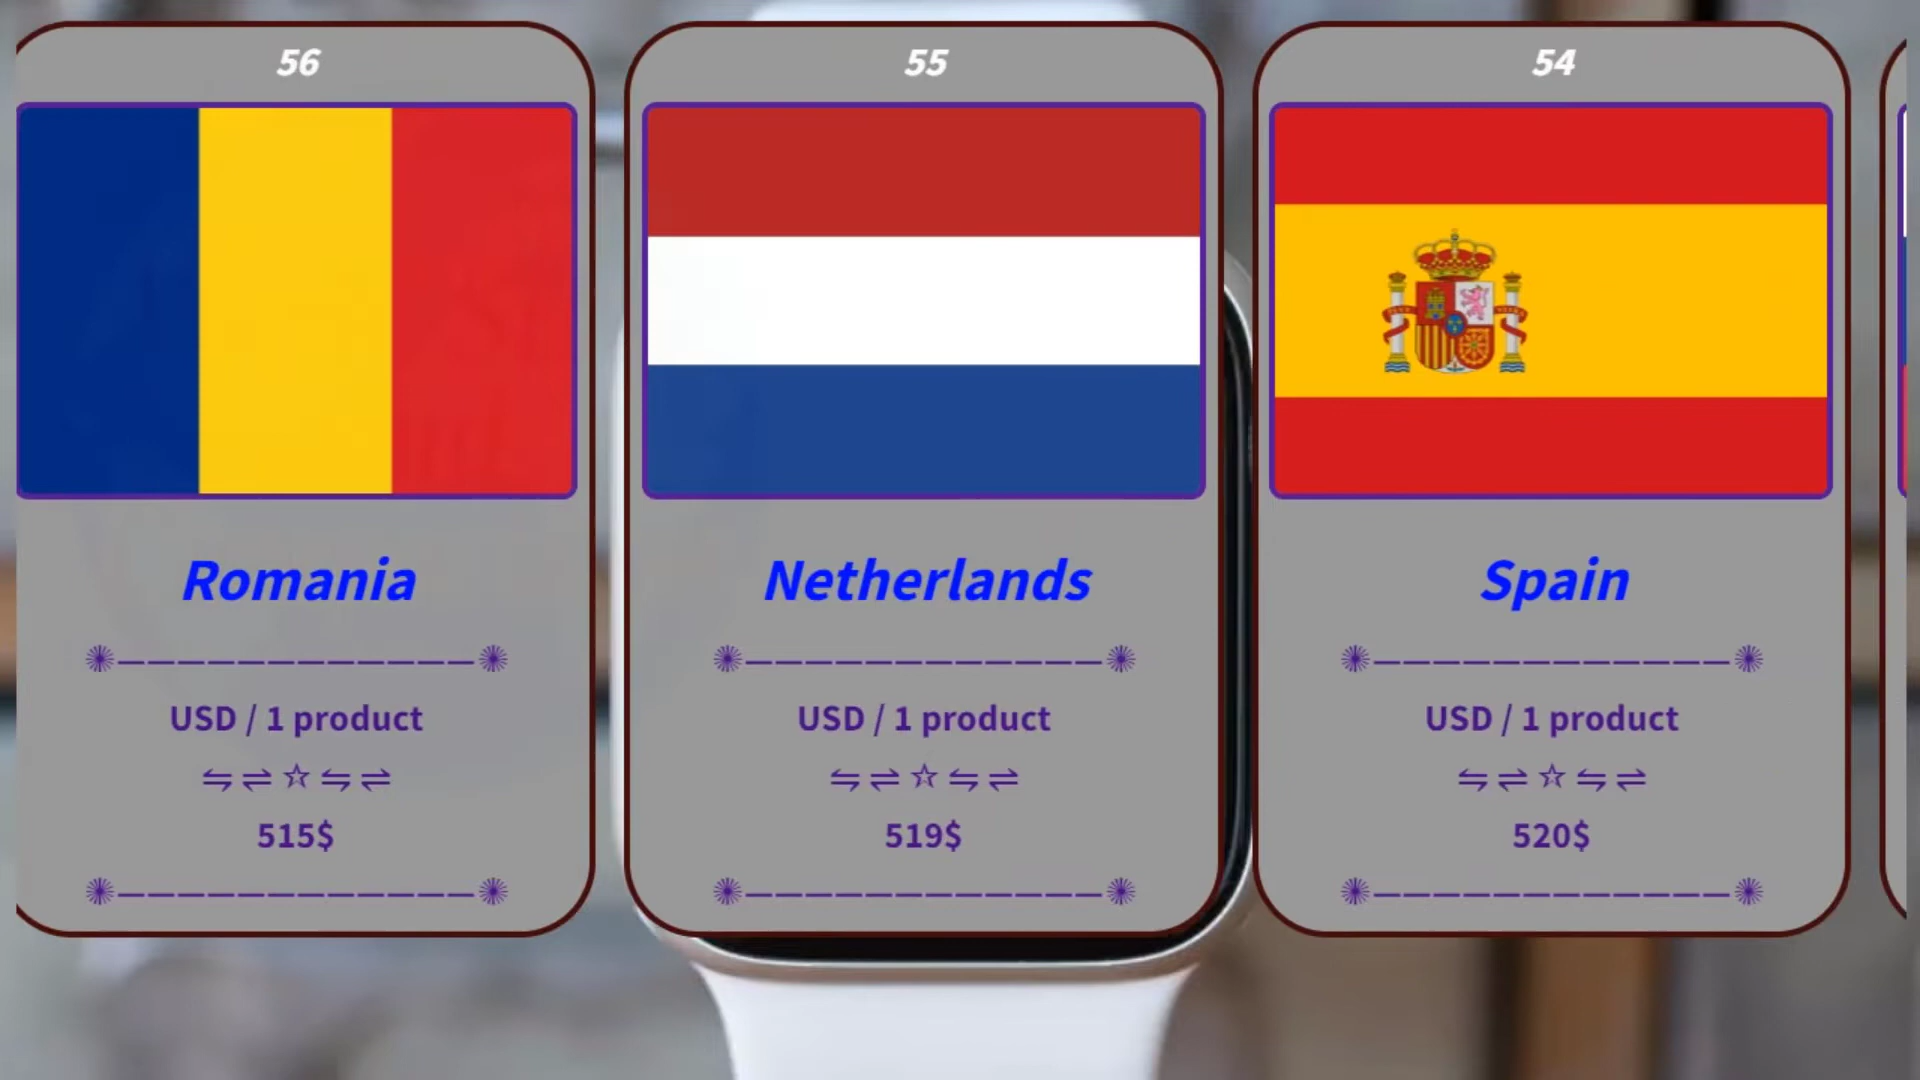 56
Romania
USD / 1 product
⇋ ⇌ ☆ ⇋ ⇌
515$
55
Netherlands
USD / 1 product
⇋ ⇌ ☆ ⇋ ⇌
519$
54
Spain
USD / 1 product
⇋ ⇌ ☆ ⇋ ⇌
520$